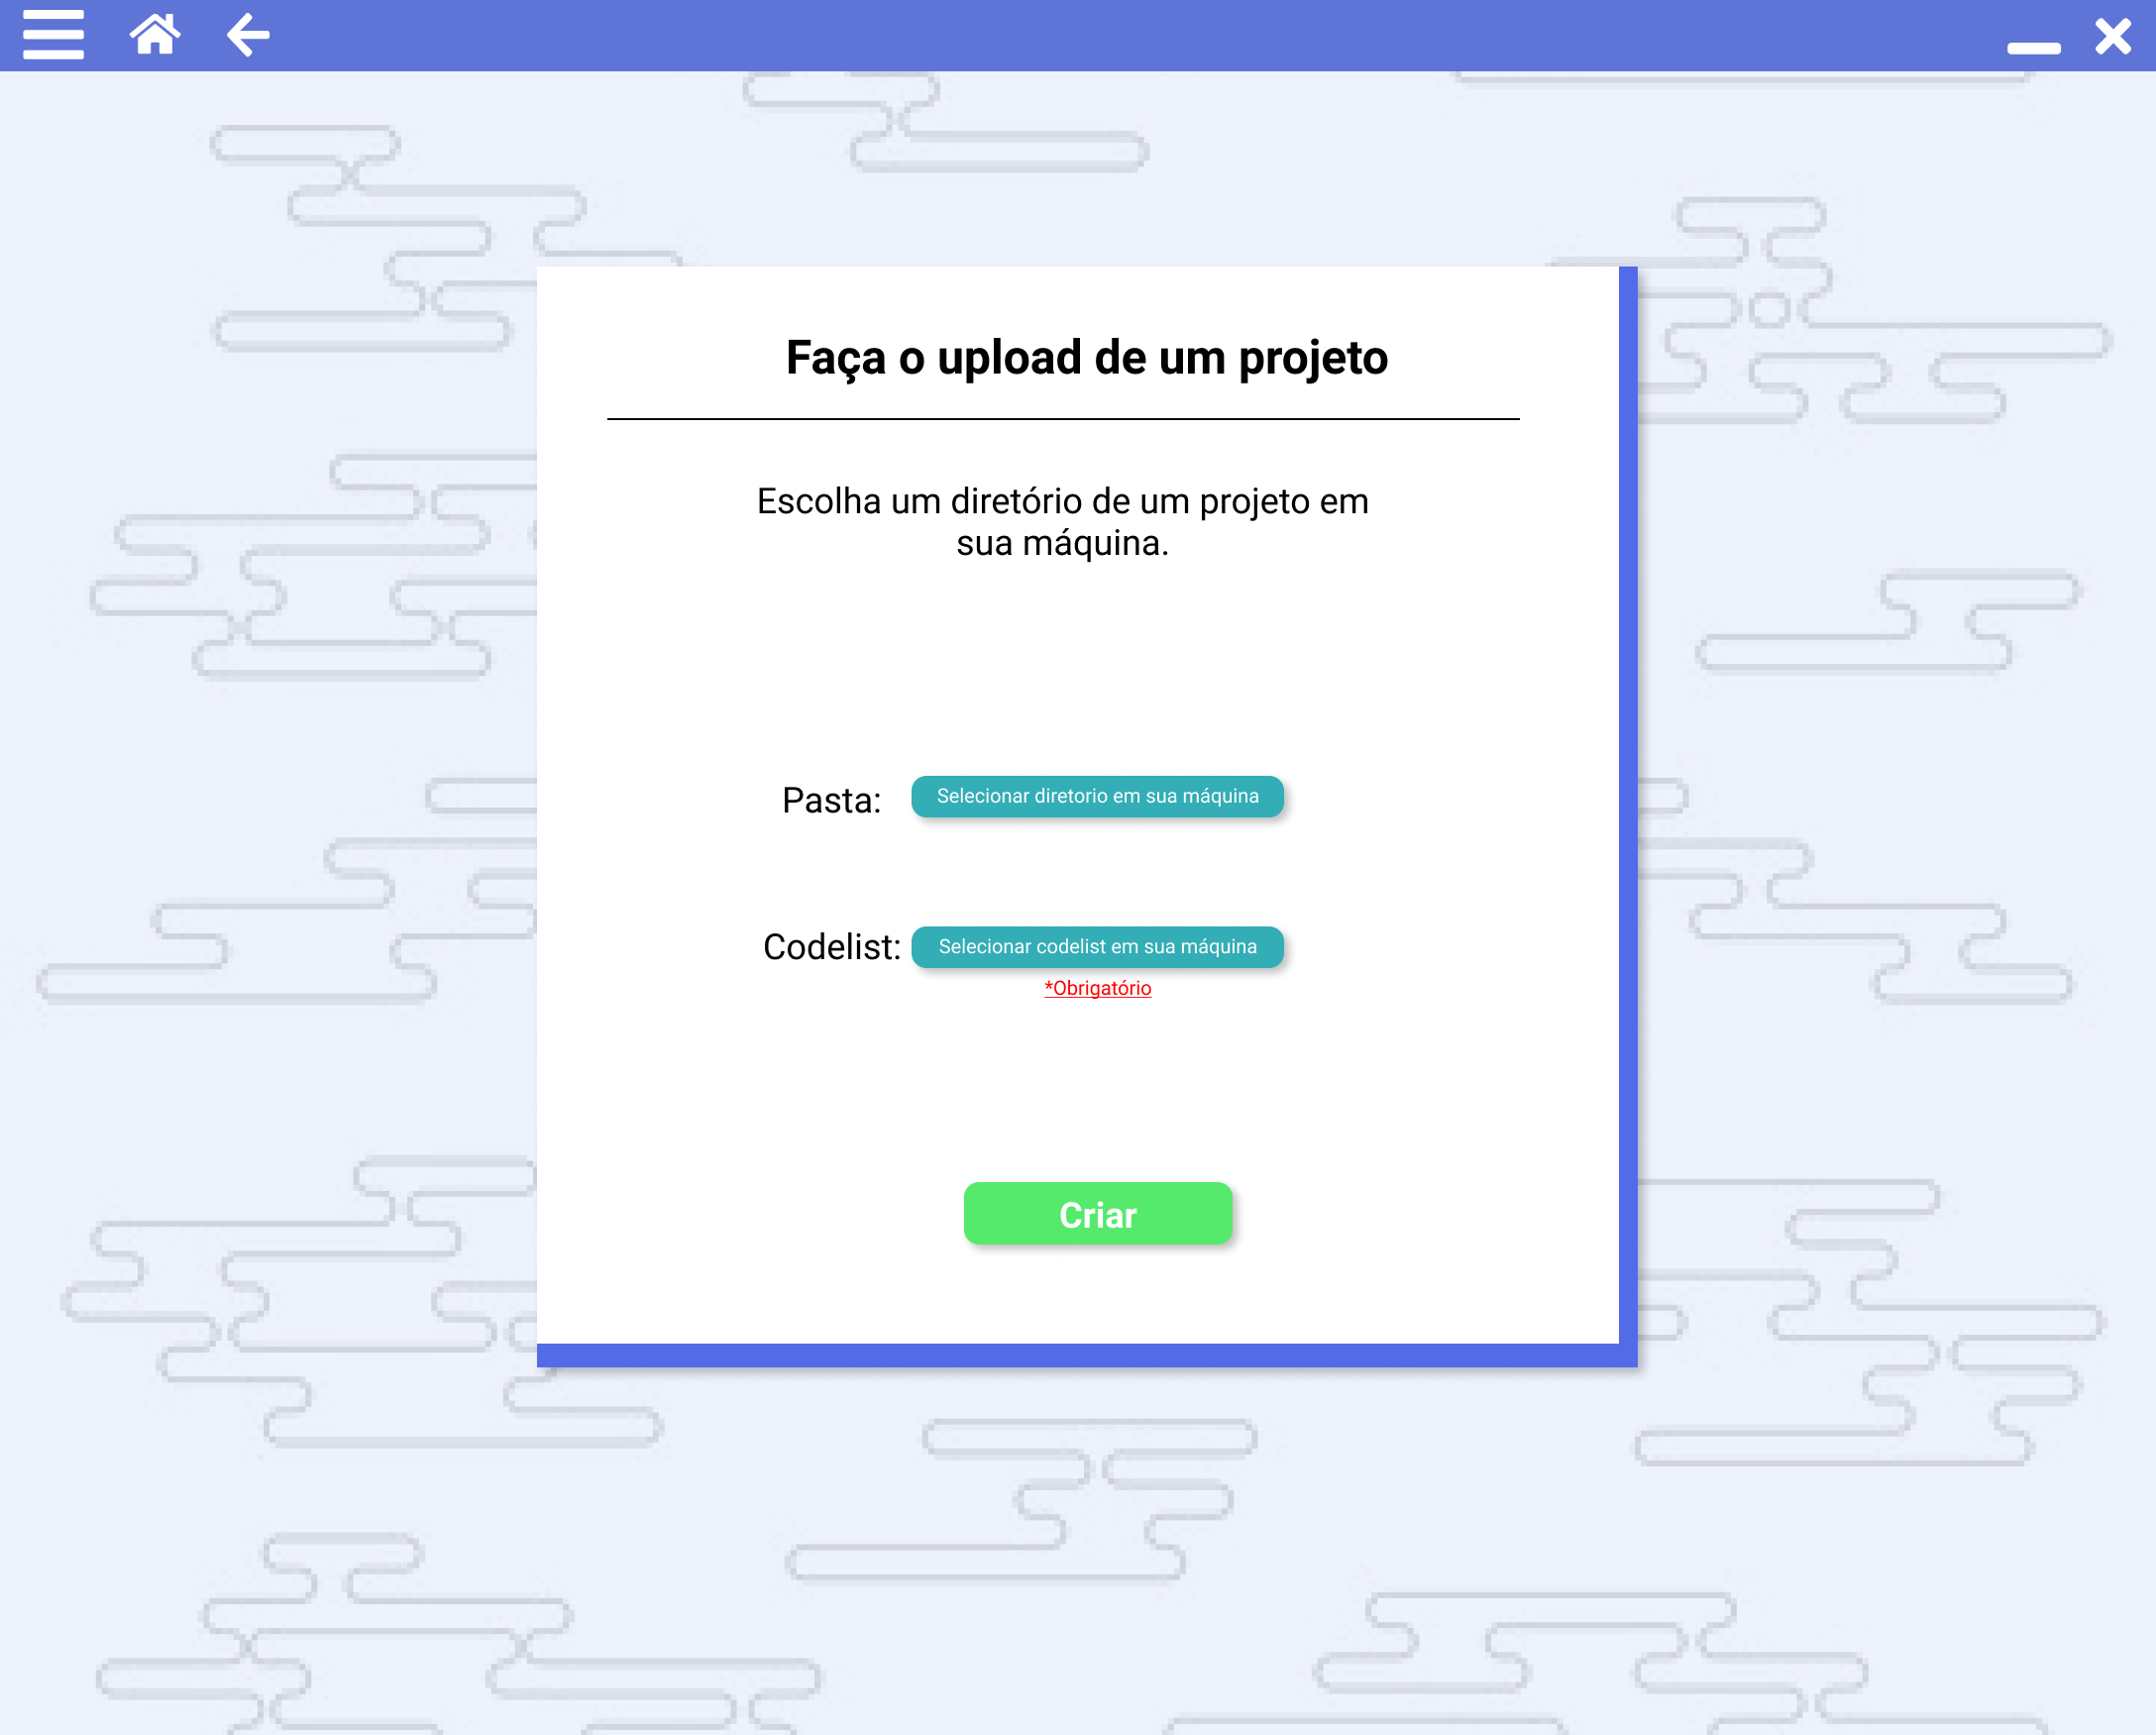 Faça o upload de um projeto
Escolha um diretório de um projeto em
sua máquina.
Pasta: Selecionar diretorio em sua máquina
Codelist: Selecionar codelist em sua máquina
*Obrigatório
Criar